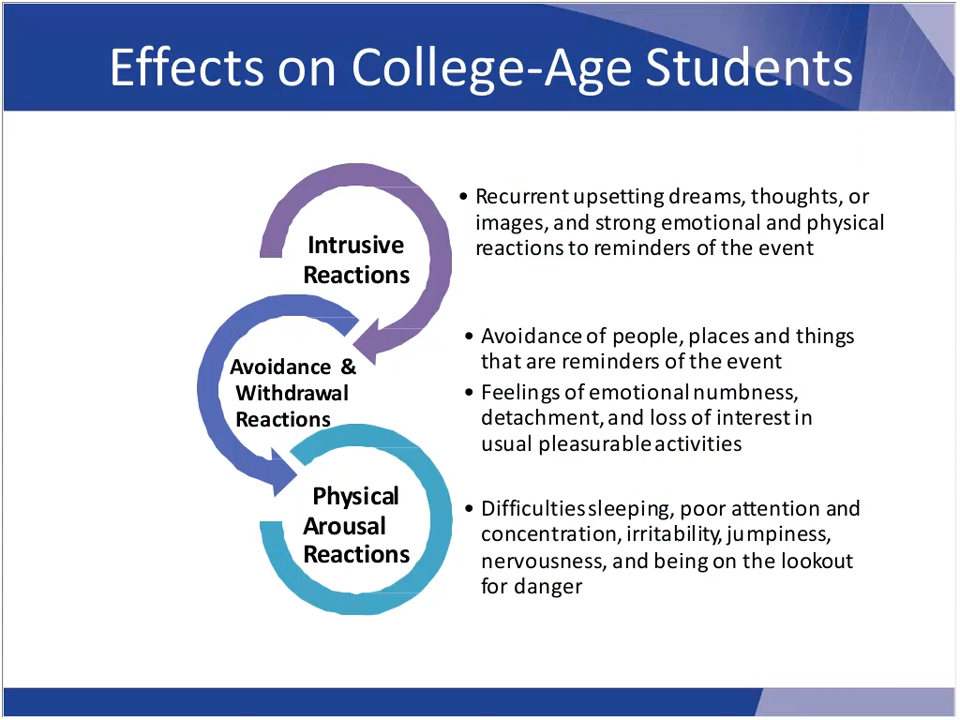 Effects on College-Age Students
Intrusive
Reactions
• Recurrent upsetting dreams, thoughts, or
images, and strong emotional and physical
reactions to reminders of the event
Avoidance &
Withdrawal
Reactions
• Avoidance of people, places and things
that are reminders of the event
• Feelings of emotional numbness,
detachment, and loss of interest in
usual pleasurable activities
Physical
Arousal
Reactions
• Difficulties sleeping, poor attention and
concentration, irritability, jumpiness,
nervousness, and being on the lookout
for danger